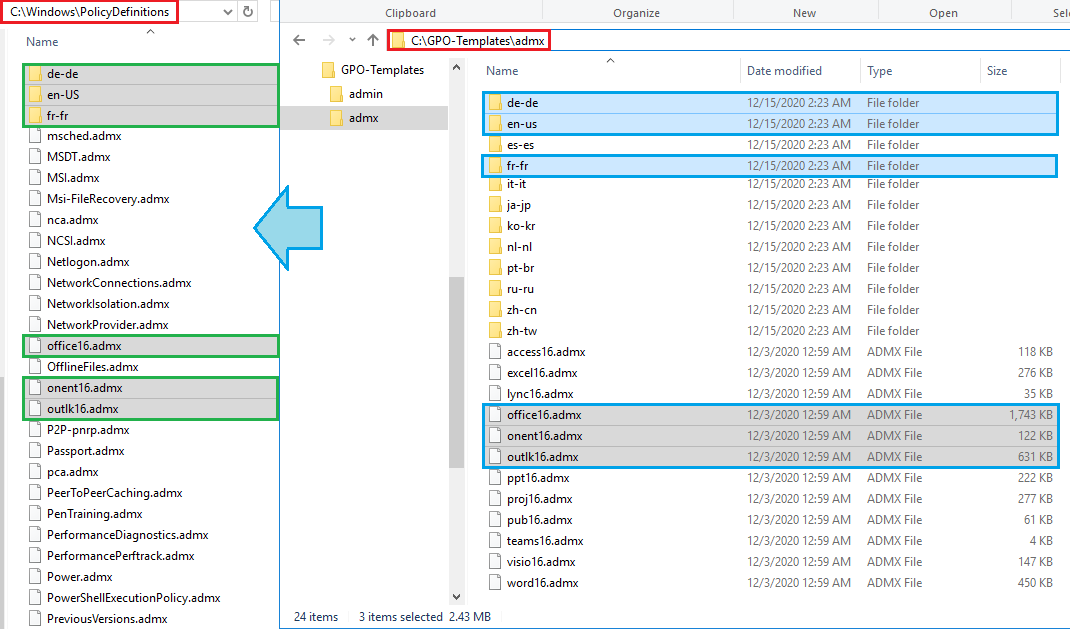 C:\Windows\PolicyDefinitions
Name
de-de
en-US
fr-fr
msched.admx
MSDT.admx
MSI.admx
Msi-FileRecovery.admx
nca.admx
NCSI.admx
Netlogon.admx
NetworkConnections.admx
NetworkIsolation.admx
NetworkProvider.admx
office16.admx
OfflineFiles.admx
onent16.admx
outlk16.admx
P2P-pnrp.admx
Passport.admx
pca.admx
PeerToPeerCaching.admx
PenTraining.admx
PerformanceDiagnostics.admx
PerformancePerftrack.admx
Power.admx
PowerShellExecutionPolicy.admx
PreviousVersions.admx
Clipboard Organize New Open Sel
C:\GPO-Templates\admx
GPO-Templates
admin
admx
Name Date modified Type Size
de-de 12/15/2020 2:23 AM File folder
en-us 12/15/2020 2:23 AM File folder
es-es 12/15/2020 2:23 AM File folder
fr-fr 12/15/2020 2:23 AM File folder
it-it 12/15/2020 2:23 AM File folder
ja-jp 12/15/2020 2:23 AM File folder
ko-kr 12/15/2020 2:23 AM File folder
nl-nl 12/15/2020 2:23 AM File folder
pt-br 12/15/2020 2:23 AM File folder
ru-ru 12/15/2020 2:23 AM File folder
zh-cn 12/15/2020 2:23 AM File folder
zh-tw 12/15/2020 2:23 AM File folder
access16.admx 12/3/2020 12:59 AM ADMX File 118 KB
excel16.admx 12/3/2020 12:59 AM ADMX File 276 KB
lync16.admx 12/3/2020 12:59 AM ADMX File 35 KB
office16.admx 12/3/2020 12:59 AM ADMX File 1,743 KB
onent16.admx 12/3/2020 12:59 AM ADMX File 122 KB
outlk16.admx 12/3/2020 12:59 AM ADMX File 631 KB
ppt16.admx 12/3/2020 12:59 AM ADMX File 222 KB
proj16.admx 12/3/2020 12:59 AM ADMX File 277 KB
pub16.admx 12/3/2020 12:59 AM ADMX File 61 KB
teams16.admx 12/3/2020 12:59 AM ADMX File 4 KB
visio16.admx 12/3/2020 12:59 AM ADMX File 147 KB
word16.admx 12/3/2020 12:59 AM ADMX File 450 KB
24 items 3 items selected 2.43 MB